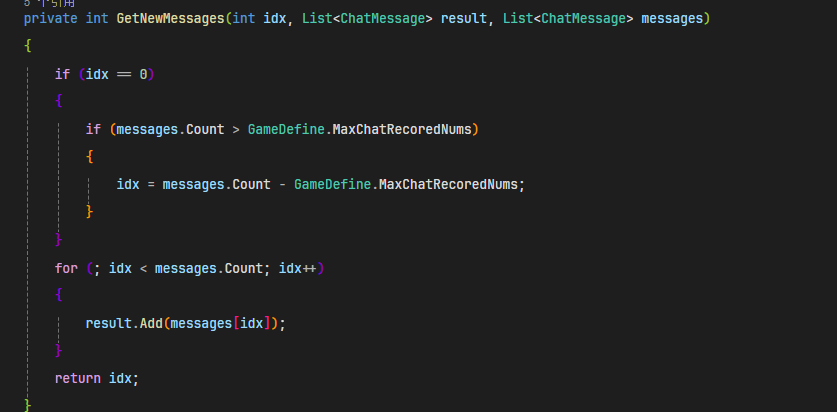 5 个引用
private int GetNewMessages(int idx, List<ChatMessage> result, List<ChatMessage> messages)
{
if (idx == 0)
{
if (messages.Count > GameDefine.MaxChatRecoredNums)
{
idx = messages.Count - GameDefine.MaxChatRecoredNums;
}
}
for (; idx < messages.Count; idx++)
{
result.Add(messages[idx]);
}
return idx;
}